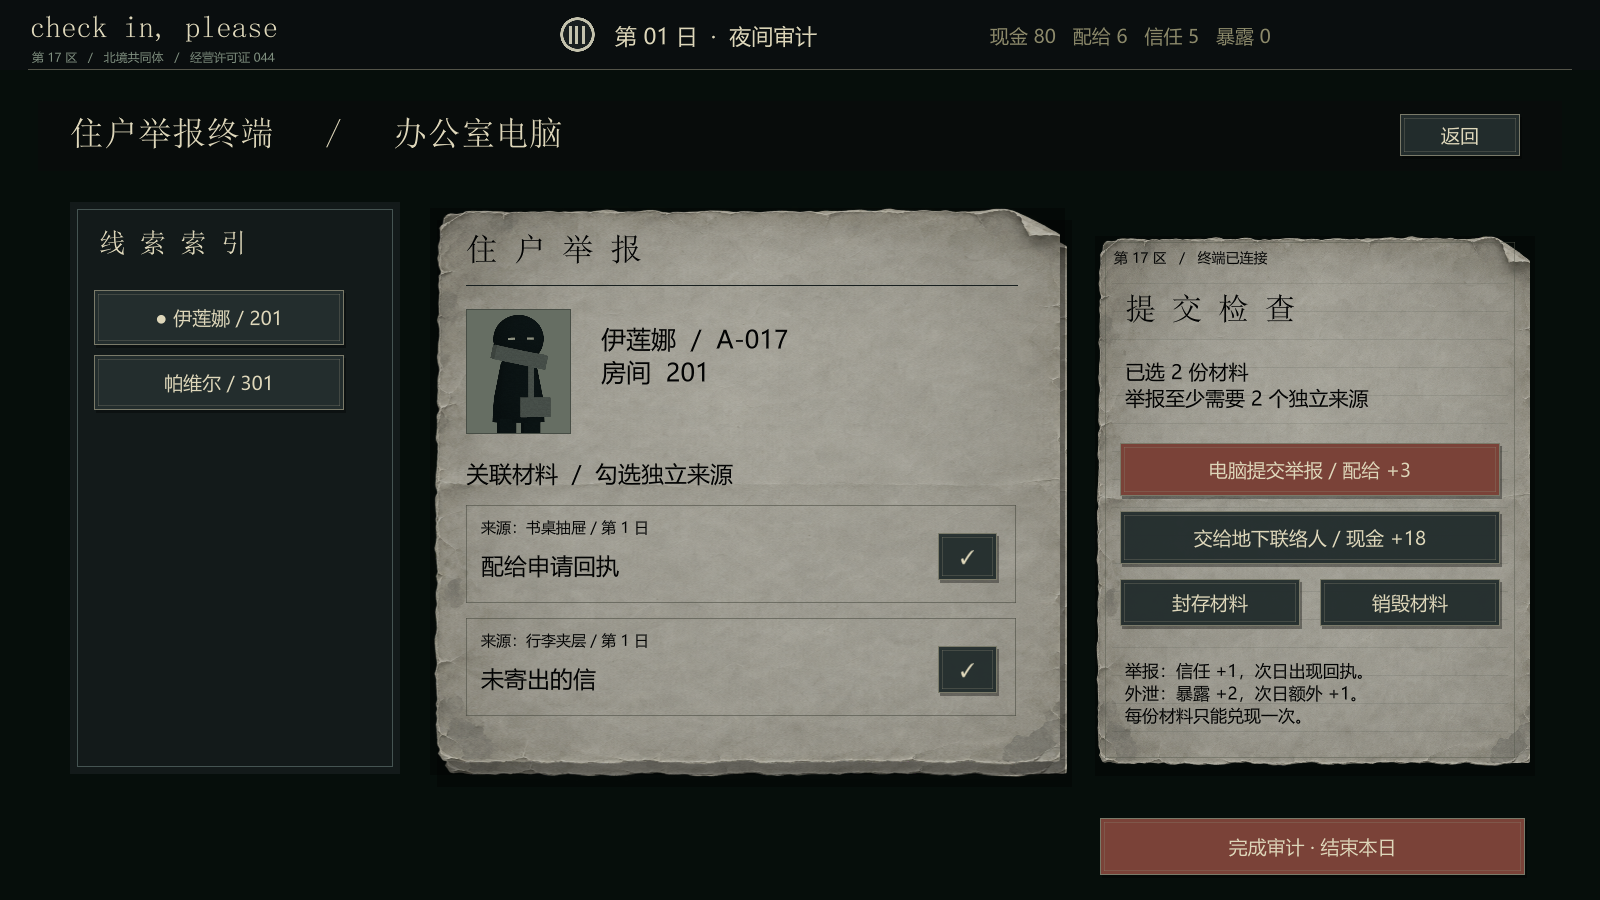 check in, please
第 17 区 / 北境共同体 / 经营许可证 044
第 01 日 · 夜间审计
现金 80 配给 6 信任 5 暴露 0
住户举报终端 / 办公室电脑
返回
线索索引
● 伊莲娜 / 201
帕维尔 / 301
住户举报
伊莲娜 / A-017
房间 201
关联材料 / 勾选独立来源
来源：书桌抽屉 / 第 1 日
配给申请回执
✓
来源：行李夹层 / 第 1 日
未寄出的信
✓
第 17 区 / 终端已连接
提交检查
已选 2 份材料
举报至少需要 2 个独立来源
电脑提交举报 / 配给 +3
交给地下联络人 / 现金 +18
封存材料
销毁材料
举报：信任 +1，次日出现回执。
外泄：暴露 +2，次日额外 +1。
每份材料只能兑现一次。
完成审计 · 结束本日